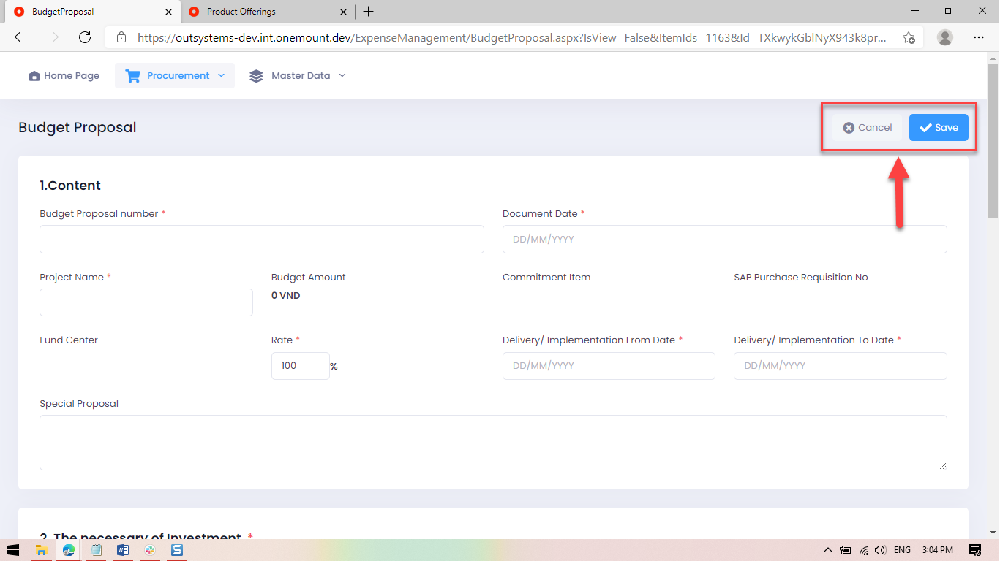 BudgetProposal
Product Offerings
https://outsystems-dev.int.onemount.dev/ExpenseManagement/BudgetProposal.aspx?IsView=False&ItemIds=1163&Id=TXkwykGblNyX943k8pr...
Home Page Procurement Master Data
Budget Proposal
Cancel Save
1.Content
Budget Proposal number * Document Date *
DD/MM/YYYY
Project Name * Budget Amount Commitment Item SAP Purchase Requisition No
0 VND
Fund Center Rate * Delivery/ Implementation From Date * Delivery/ Implementation To Date *
100 % DD/MM/YYYY DD/MM/YYYY
Special Proposal
2. The necessary of Investment *
ENG 3:04 PM